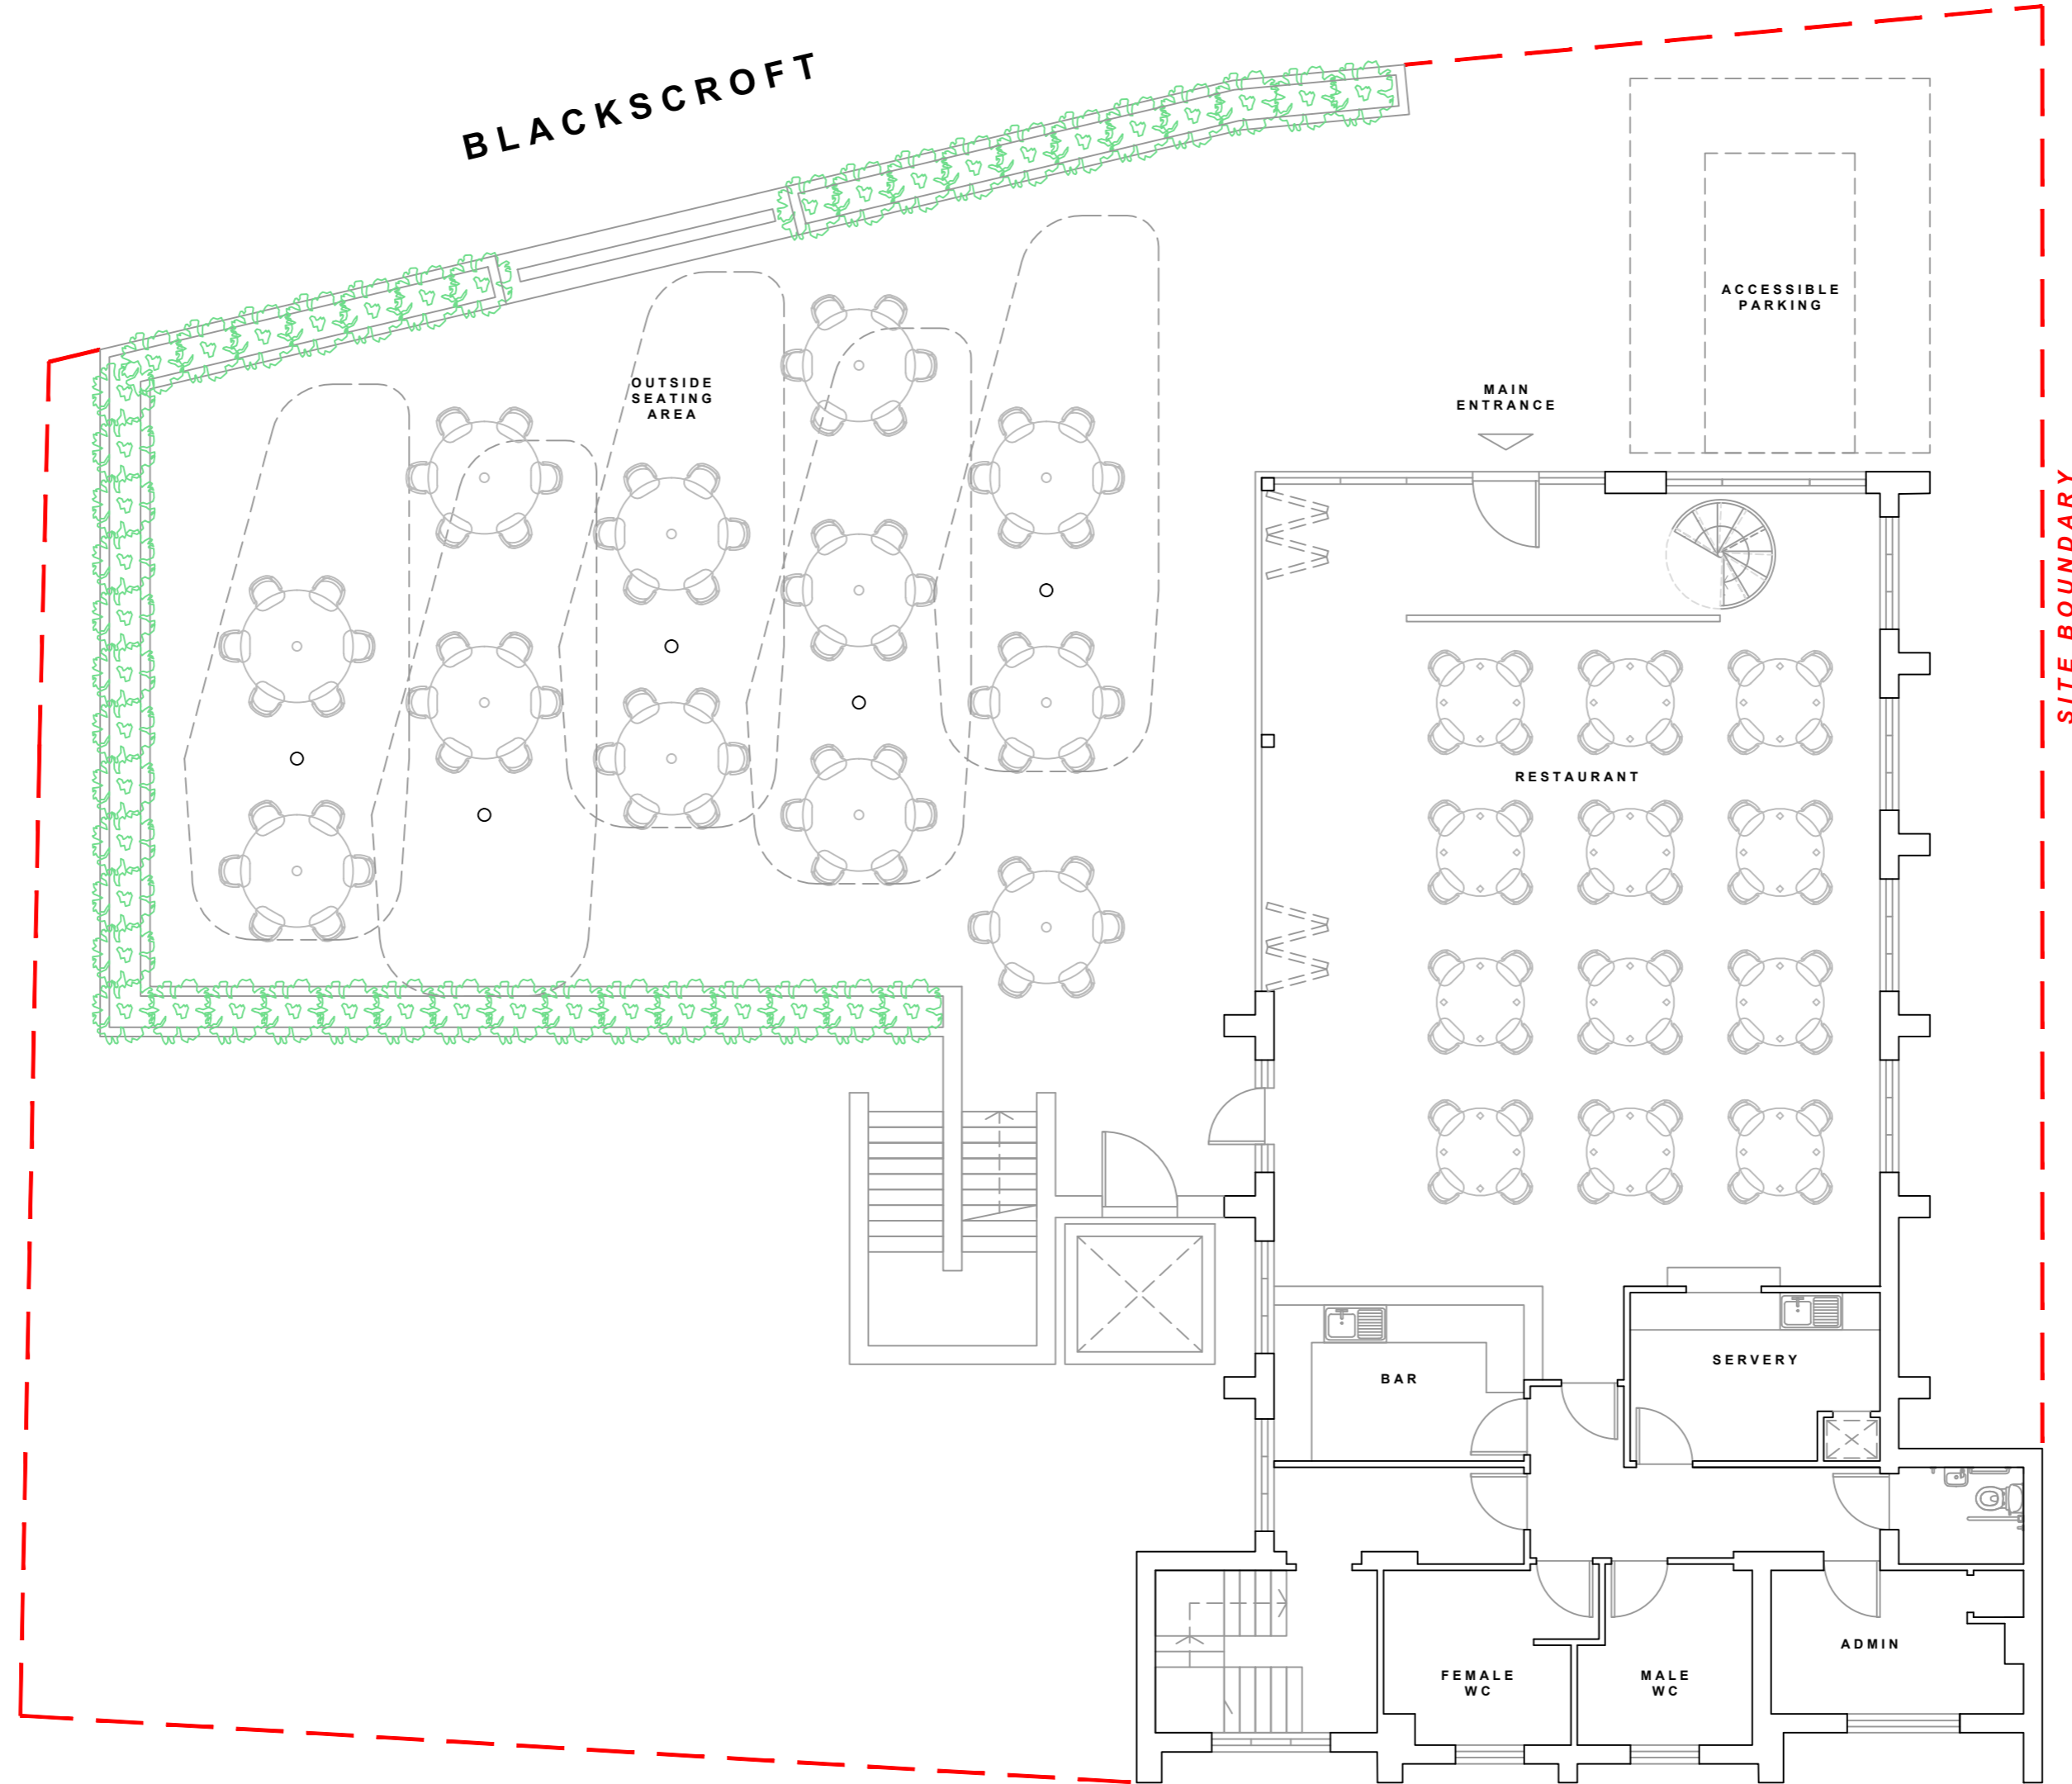 BLACKSCROFT
ACCESSIBLE
PARKING
OUTSIDE
SEATING
AREA
MAIN
ENTRANCE
SITE BOUNDARY
RESTAURANT
SERVERY
BAR
ADMIN
FEMALE
WC
MALE
WC